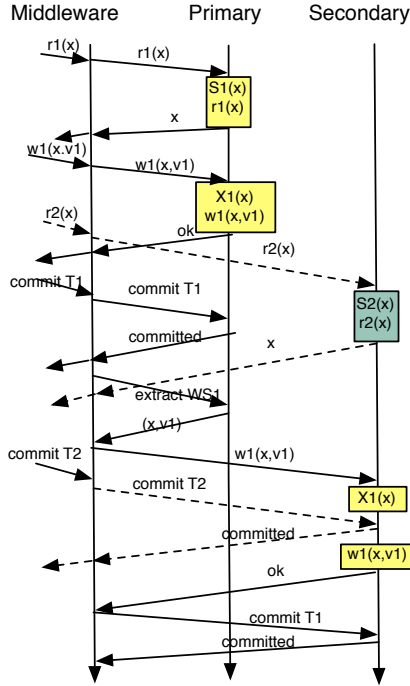 Middleware Primary Secondary
r1(x) r1(x)
S1(x)
r1(x)
x
w1(x.v1)
w1(x,v1)
X1(x)
w1(x,v1)
r2(x)
ok
r2(x)
commit T1
commit T1
S2(x)
r2(x)
committed
x
extract WS1
(x,v1)
commit T2
w1(x,v1)
commit T2
X1(x)
committed
w1(x,v1)
ok
commit T1
committed